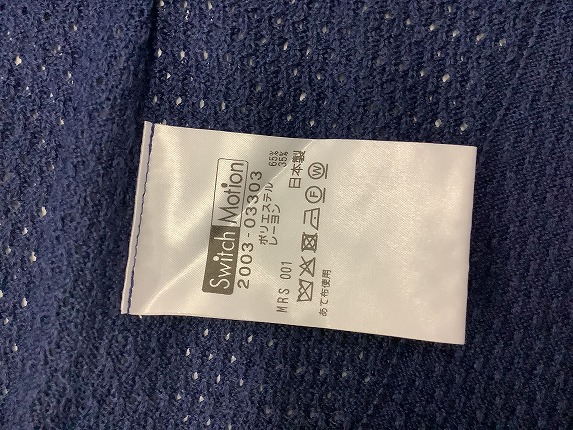 Switch Motion
2003-03303
ポリエステル 65%
レーヨン 35%
日本製
MRS 001
F W
あて布使用